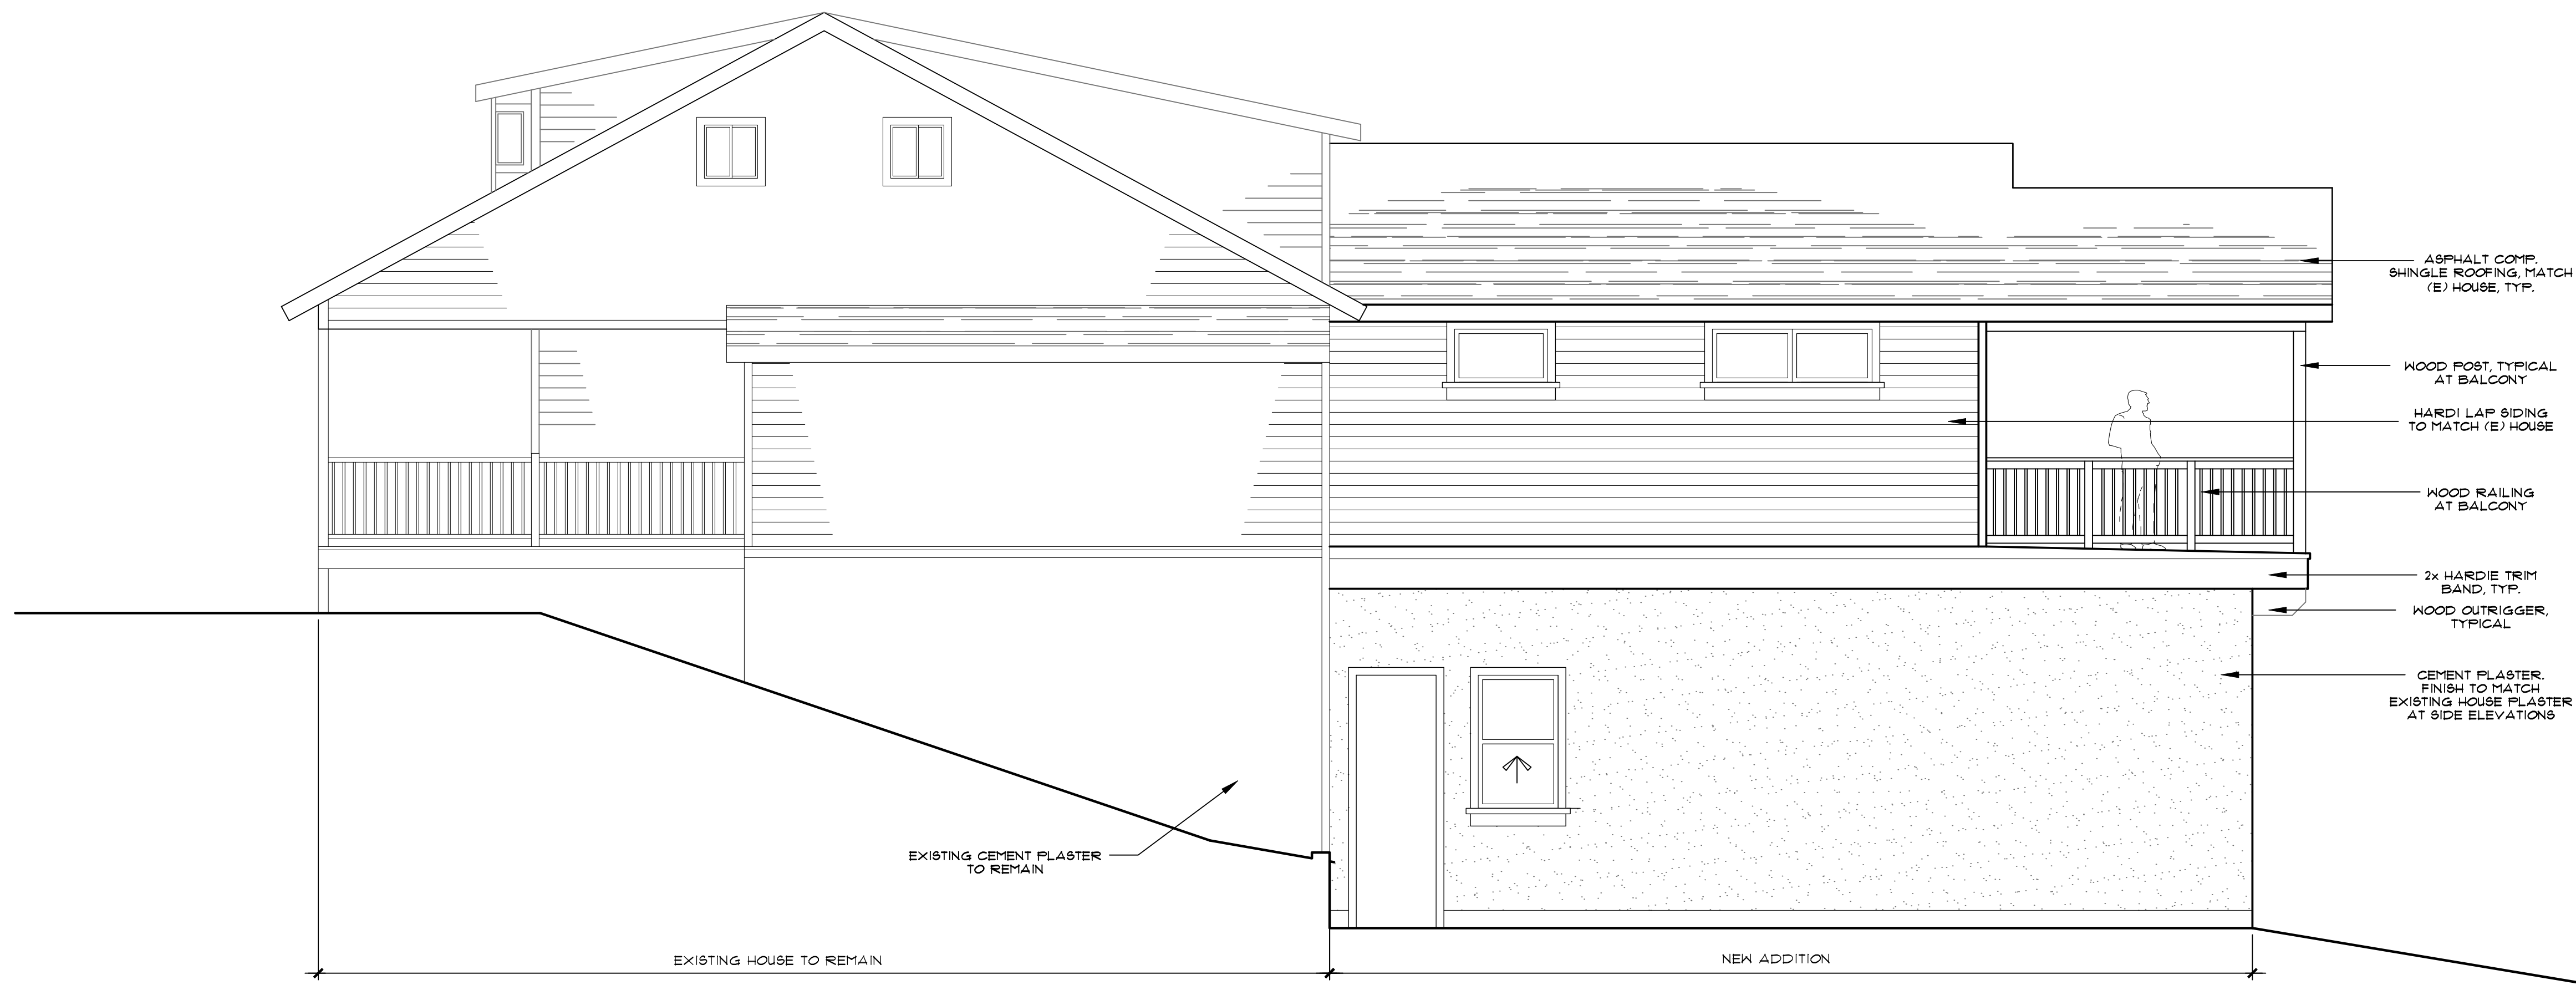 ASPHALT COMP.
SHINGLE ROOFING, MATCH
(E) HOUSE, TYP.
WOOD POST, TYPICAL
AT BALCONY
HARDI LAP SIDING
TO MATCH (E) HOUSE
WOOD RAILING
AT BALCONY
2x HARDIE TRIM
BAND, TYP.
WOOD OUTRIGGER,
TYPICAL
CEMENT PLASTER.
FINISH TO MATCH
EXISTING HOUSE PLASTER
AT SIDE ELEVATIONS
EXISTING CEMENT PLASTER
TO REMAIN
EXISTING HOUSE TO REMAIN
NEW ADDITION